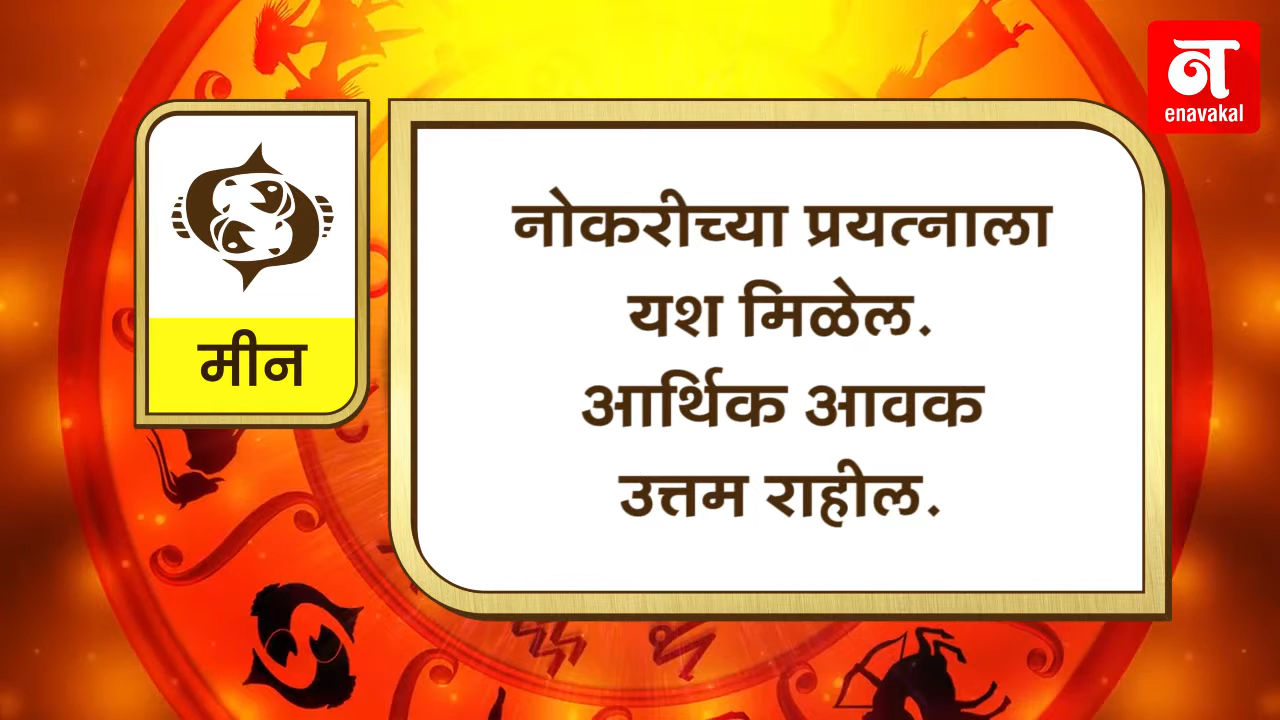 न
enavakal
मीन
नोकरीच्या प्रयत्नाला
यश मिळेल.
आर्थिक आवक
उत्तम राहील.